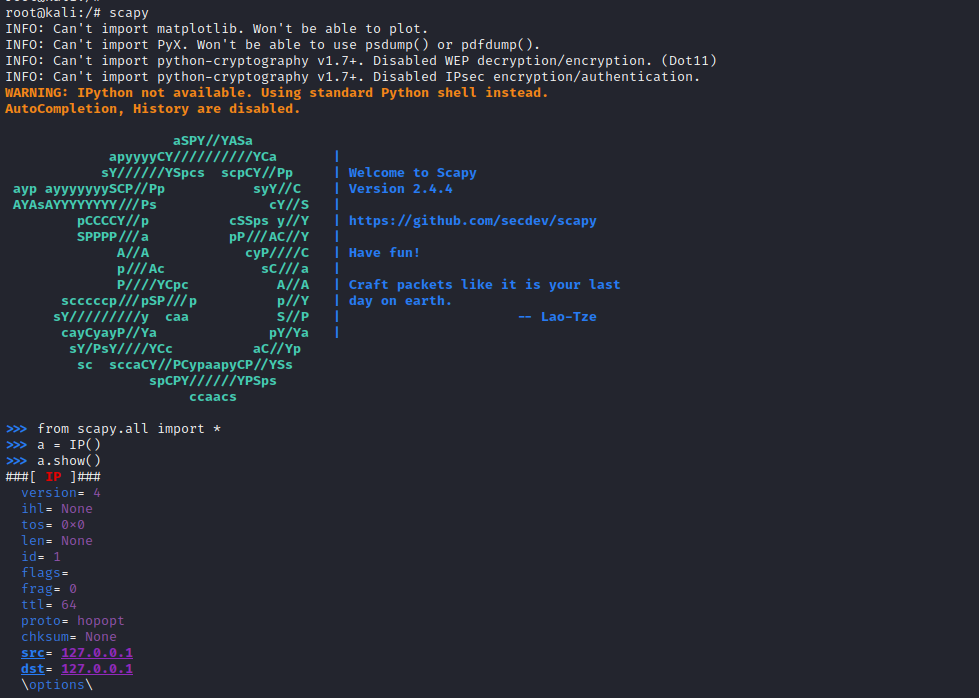 root@kali:/# scapy
INFO: Can't import matplotlib. Won't be able to plot.
INFO: Can't import PyX. Won't be able to use psdump() or pdfdump().
INFO: Can't import python-cryptography v1.7+. Disabled WEP decryption/encryption. (Dot11)
INFO: Can't import python-cryptography v1.7+. Disabled IPsec encryption/authentication.
WARNING: IPython not available. Using standard Python shell instead.
AutoCompletion, History are disabled.
                     aSPY//YASa
             apyyyyCY//////////YCa       |
            sY//////YSpcs  scpCY//Pp     | Welcome to Scapy
 ayp ayyyyyyySCP//Pp           syY//C    | Version 2.4.4
 AYAsAYYYYYYYY///Ps              cY//S   |
         pCCCCY//p          cSSps y//Y   | https://github.com/secdev/scapy
         SPPPP///a          pP///AC//Y   |
              A//A            cyP////C   | Have fun!
              p///Ac            sC///a   |
              P////YCpc           A//A   | Craft packets like it is your last
       scccccp///pSP///p          p//Y   | day on earth.
      sY/////////y  caa           S//P   |                      -- Lao-Tze
       cayCyayP//Ya              pY/Ya   |
        sY/PsY////YCc          aC//Yp
         sc  sccaCY//PCypaapyCP//YSs
                  spCPY//////YPSps
                       ccaacs
>>> from scapy.all import *
>>> a = IP()
>>> a.show()
###[ IP ]###
  version= 4
  ihl= None
  tos= 0×0
  len= None
  id= 1
  flags=
  frag= 0
  ttl= 64
  proto= hopopt
  chksum= None
  src= 127.0.0.1
  dst= 127.0.0.1
  \options\